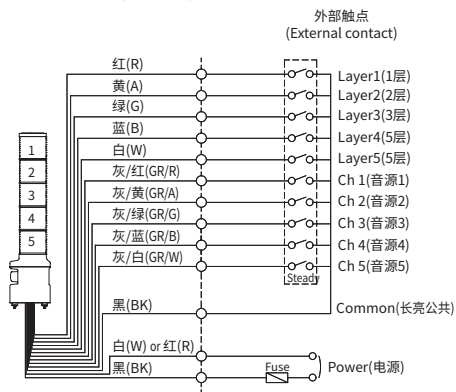 外部触点
(External contact)
红(R)
Layer1(1层)
黄(A)
Layer2(2层)
绿(G)
Layer3(3层)
蓝(B)
Layer4(5层)
白(W)
Layer5(5层)
灰/红(GR/R)
Ch 1(音源1)
灰/黄(GR/A)
Ch 2(音源2)
灰/绿(GR/G)
Ch 3(音源3)
灰/蓝(GR/B)
Ch 4(音源4)
灰/白(GR/W)
Ch 5(音源5)
Steady
1
2
3
4
5
黑(BK)
Common(长亮公共)
白(W) or 红(R)
黑(BK)
Fuse
Power(电源)